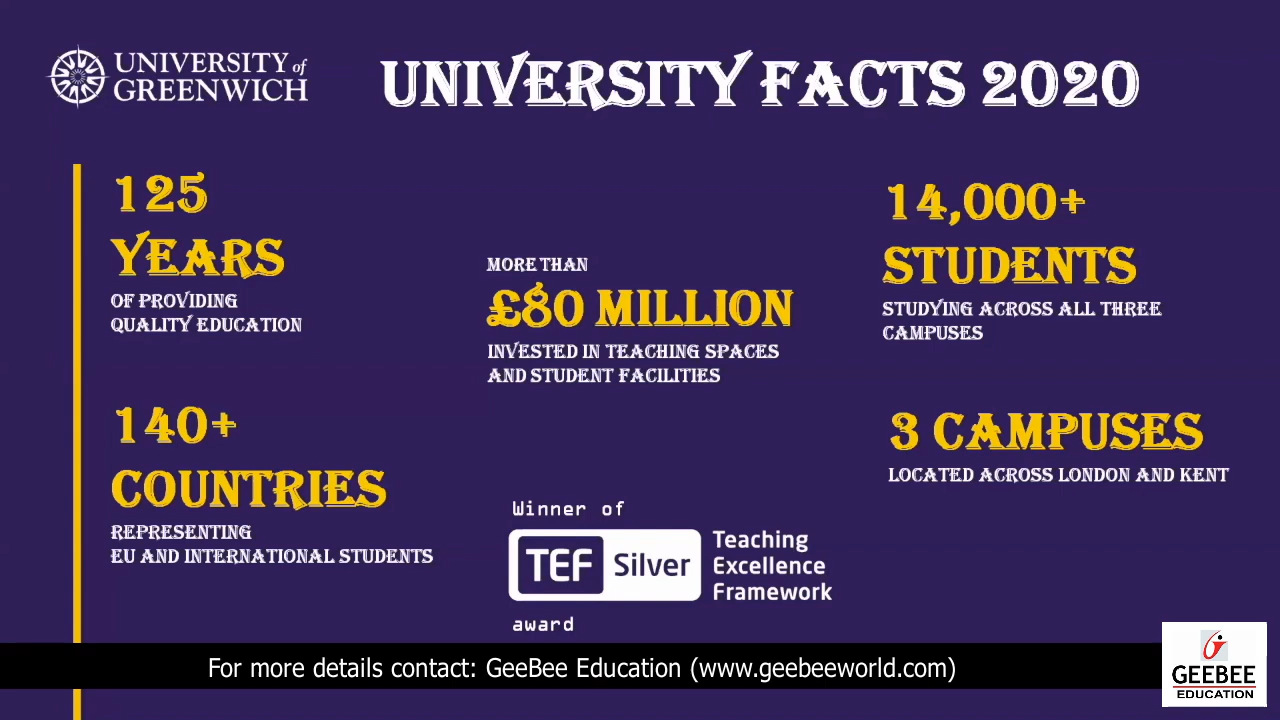 UNIVERSITY of
GREENWICH
UNIVERSITY FACTS 2020
125
YEARS
OF PROVIDING
QUALITY EDUCATION
140+
COUNTRIES
REPRESENTING
EU AND INTERNATIONAL STUDENTS
MORE THAN
£80 MILLION
INVESTED IN TEACHING SPACES
AND STUDENT FACILITIES
Winner of
TEF Silver
Teaching
Excellence
Framework
award
14,000+
STUDENTS
STUDYING ACROSS ALL THREE
CAMPUSES
3 CAMPUSES
LOCATED ACROSS LONDON AND KENT
For more details contact: GeeBee Education (www.geebeeworld.com)
GEEBEE
EDUCATION